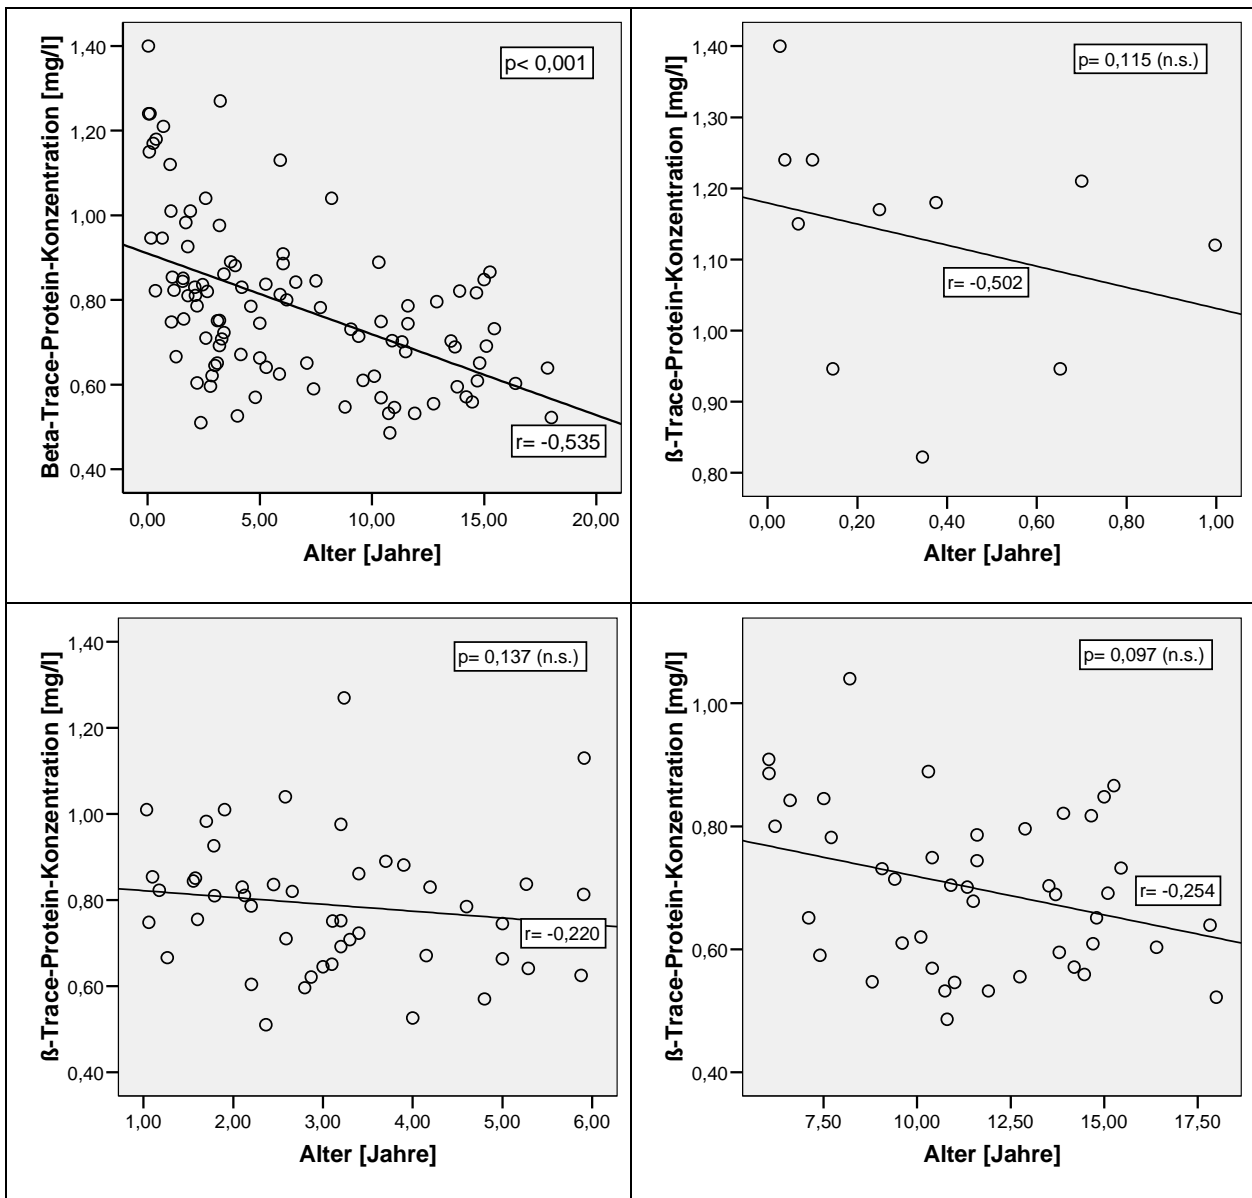 Beta-Trace-Protein-Konzentration [mg/l]
1,40
1,20
1,00
0,80
0,60
0,40
p< 0,001
r= -0,535
0,00 5,00 10,00 15,00 20,00
Alter [Jahre]
ß-Trace-Protein-Konzentration [mg/l]
1,40
1,30
1,20
1,10
1,00
0,90
0,80
p= 0,115 (n.s.)
r= -0,502
0,00 0,20 0,40 0,60 0,80 1,00
Alter [Jahre]
ß-Trace-Protein-Konzentration [mg/l]
1,40
1,20
1,00
0,80
0,60
0,40
p= 0,137 (n.s.)
r= -0,220
1,00 2,00 3,00 4,00 5,00 6,00
Alter [Jahre]
ß-Trace-Protein-Konzentration [mg/l]
1,00
0,80
0,60
0,40
p= 0,097 (n.s.)
r= -0,254
7,50 10,00 12,50 15,00 17,50
Alter [Jahre]